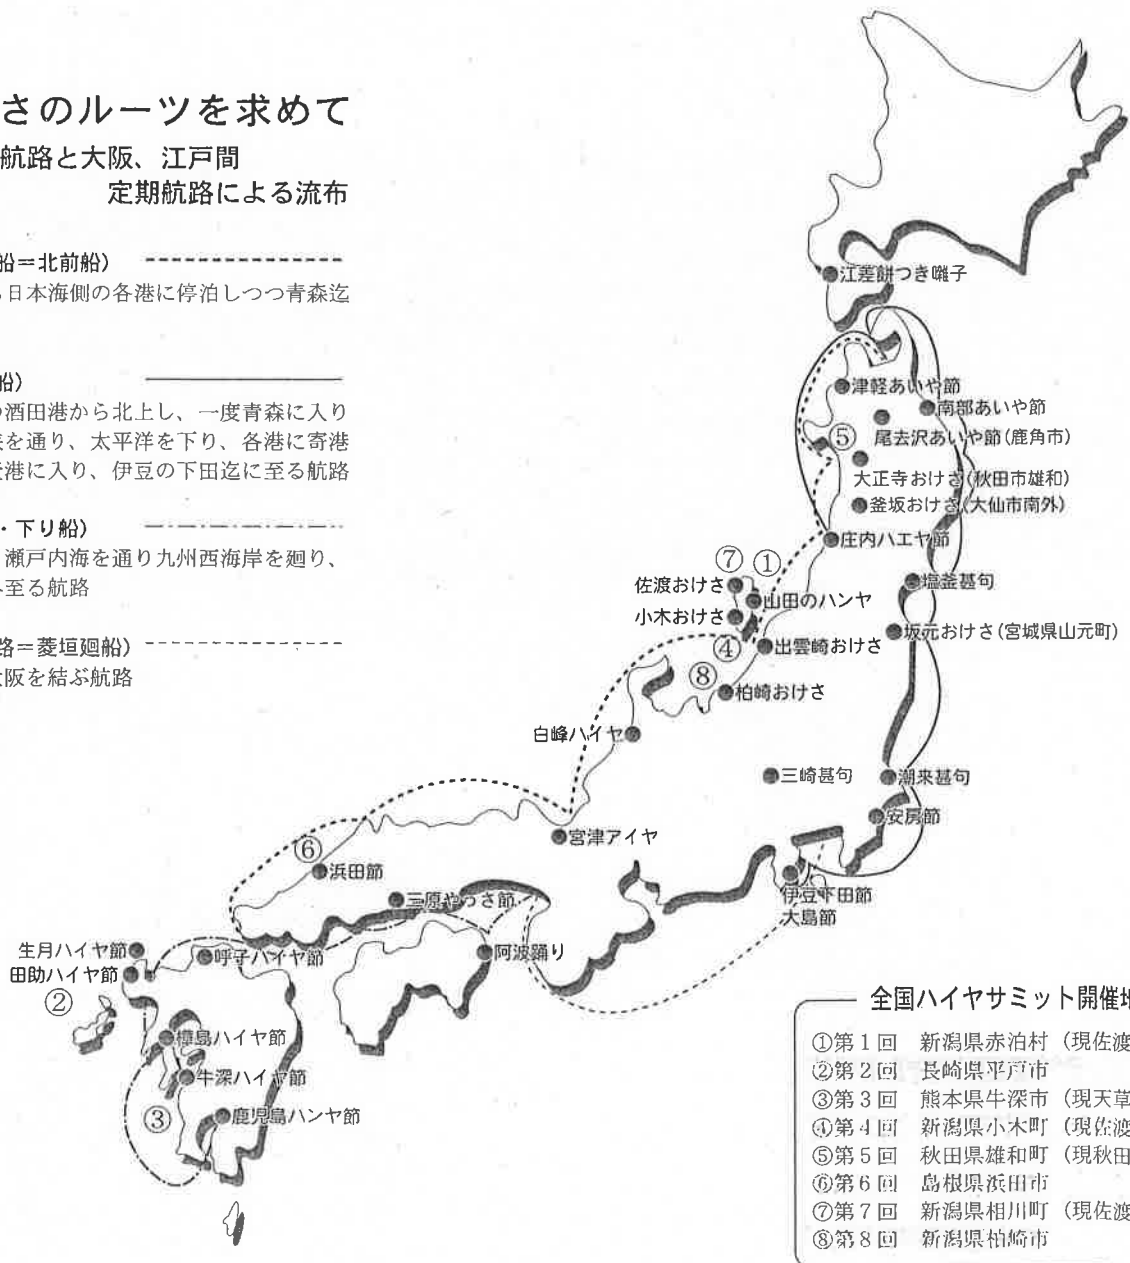 さのルーツを求めて
航路と大阪、江戸間
定期航路による流布
船＝北前船）
日本海側の各港に停泊しつつ青森迄
船）
酒田港から北上し、一度青森に入り
を通り、太平洋を下り、各港に寄港
港に入り、伊豆の下田迄に至る航路
・下り船）
瀬戸内海を通り九州西海岸を廻り、
至る航路
路＝菱垣廻船）
大阪を結ぶ航路
江差餅つき囃子
津軽あいや節
南部あいや節
⑤
尾去沢あいや節(鹿角市)
大正寺おけさ(秋田市雄和)
釜坂おけさ(大仙市南外)
庄内ハエヤ節
⑦
①
佐渡おけさ
塩釜甚句
山田のハンヤ
小木おけさ
坂元おけさ(宮城県山元町)
④
出雲崎おけさ
⑧
柏崎おけさ
白峰ハイヤ
三崎甚句
潮来甚句
安房節
宮津アイヤ
⑥
浜田節
伊豆下田節
大島節
三原やっさ節
生月ハイヤ節
呼子ハイヤ節
阿波踊り
田助ハイヤ節
②
樺島ハイヤ節
牛深ハイヤ節
③
鹿児島ハンヤ節
全国ハイヤサミット開催地
①第１回　新潟県赤泊村（現佐渡
②第２回　長崎県平戸市
③第３回　熊本県牛深市（現天草
④第４回　新潟県小木町（現佐渡
⑤第５回　秋田県雄和町（現秋田
⑥第６回　島根県浜田市
⑦第７回　新潟県相川町（現佐渡
⑧第８回　新潟県柏崎市